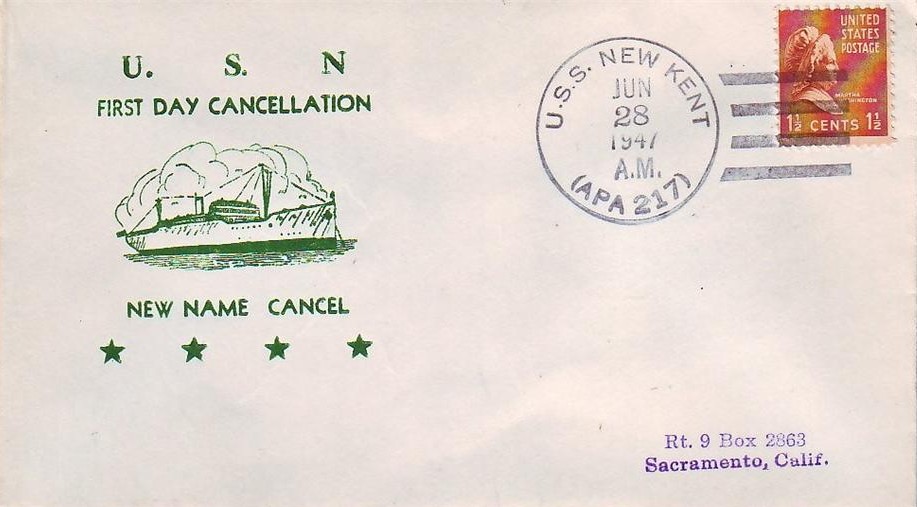 U. S. N
FIRST DAY CANCELLATION
NEW NAME CANCEL
U.S.S. NEW KENT
JUN
28
1947
A.M.
(APA 217)
UNITED
STATES
POSTAGE
MARTHA
1½ CENTS 1½
Rt. 9 Box 2863
Sacramento, Calif.